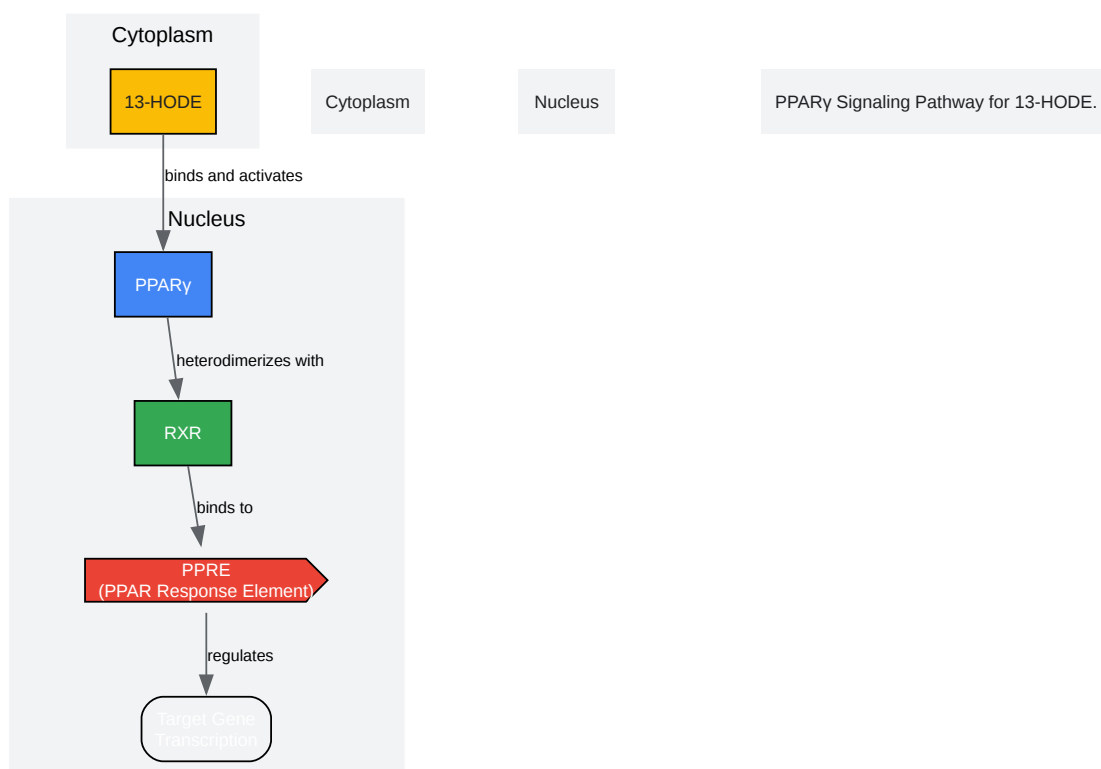 Cytoplasm
13-HODE
Cytoplasm
Nucleus
PPARγ Signaling Pathway for 13-HODE.
binds and activates
Nucleus
PPARγ
heterodimerizes with
RXR
binds to
PPRE
(PPAR Response Element)
regulates
Target Gene
Transcription